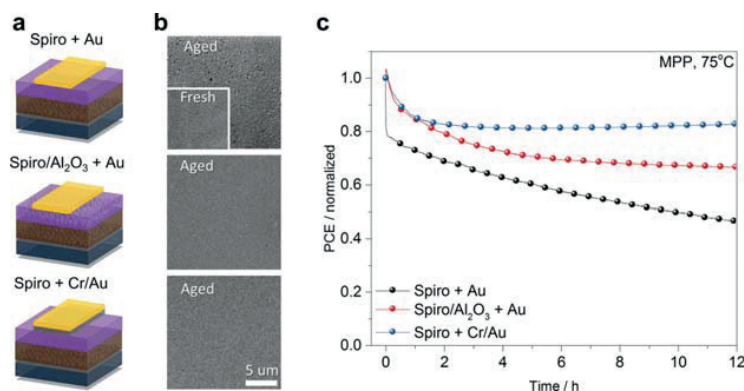 a
Spiro + Au
Spiro/Al₂O₃ + Au
Spiro + Cr/Au
b
Aged
Fresh
Aged
Aged
5 um
c
MPP, 75°C
PCE / normalized
1.0
0.8
0.6
0.4
0.2
0.0
Spiro + Au
Spiro/Al₂O₃ + Au
Spiro + Cr/Au
0 2 4 6 8 10 12
Time / h